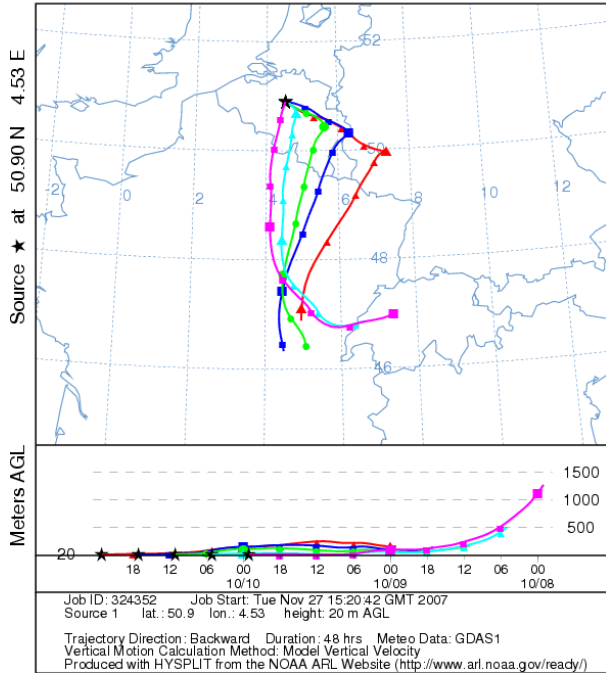 Source ★ at 50.90 N 4.53 E
52
50
-2
0
2
4
6
8
10
12
48
46
Meters AGL
1500
1000
500
20
18 12 06 00 18 12 06 00 18 12 06 00
10/10 10/09 10/08
Job ID: 324352 Job Start: Tue Nov 27 15:20:42 GMT 2007
Source 1 lat.: 50.9 lon.: 4.53 height: 20 m AGL
Trajectory Direction: Backward Duration: 48 hrs Meteo Data: GDAS1
Vertical Motion Calculation Method: Model Vertical Velocity
Produced with HYSPLIT from the NOAA ARL Website (http://www.arl.noaa.gov/ready/)